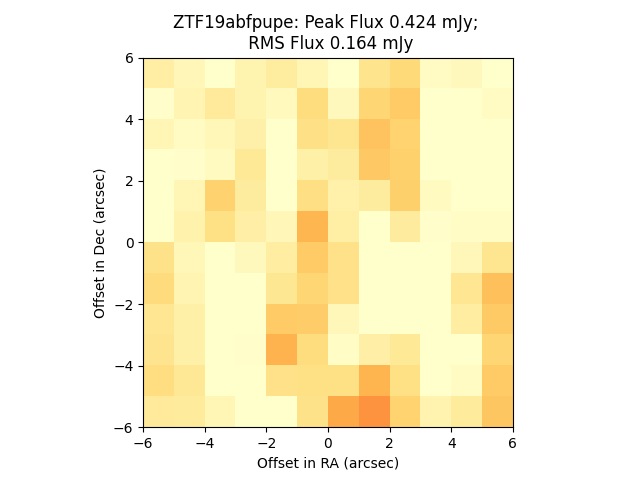 ZTF19abfpupe: Peak Flux 0.424 mJy;
RMS Flux 0.164 mJy
6
4
2
0
−2
−4
−6
Offset in Dec (arcsec)
−6 −4 −2 0 2 4 6
Offset in RA (arcsec)